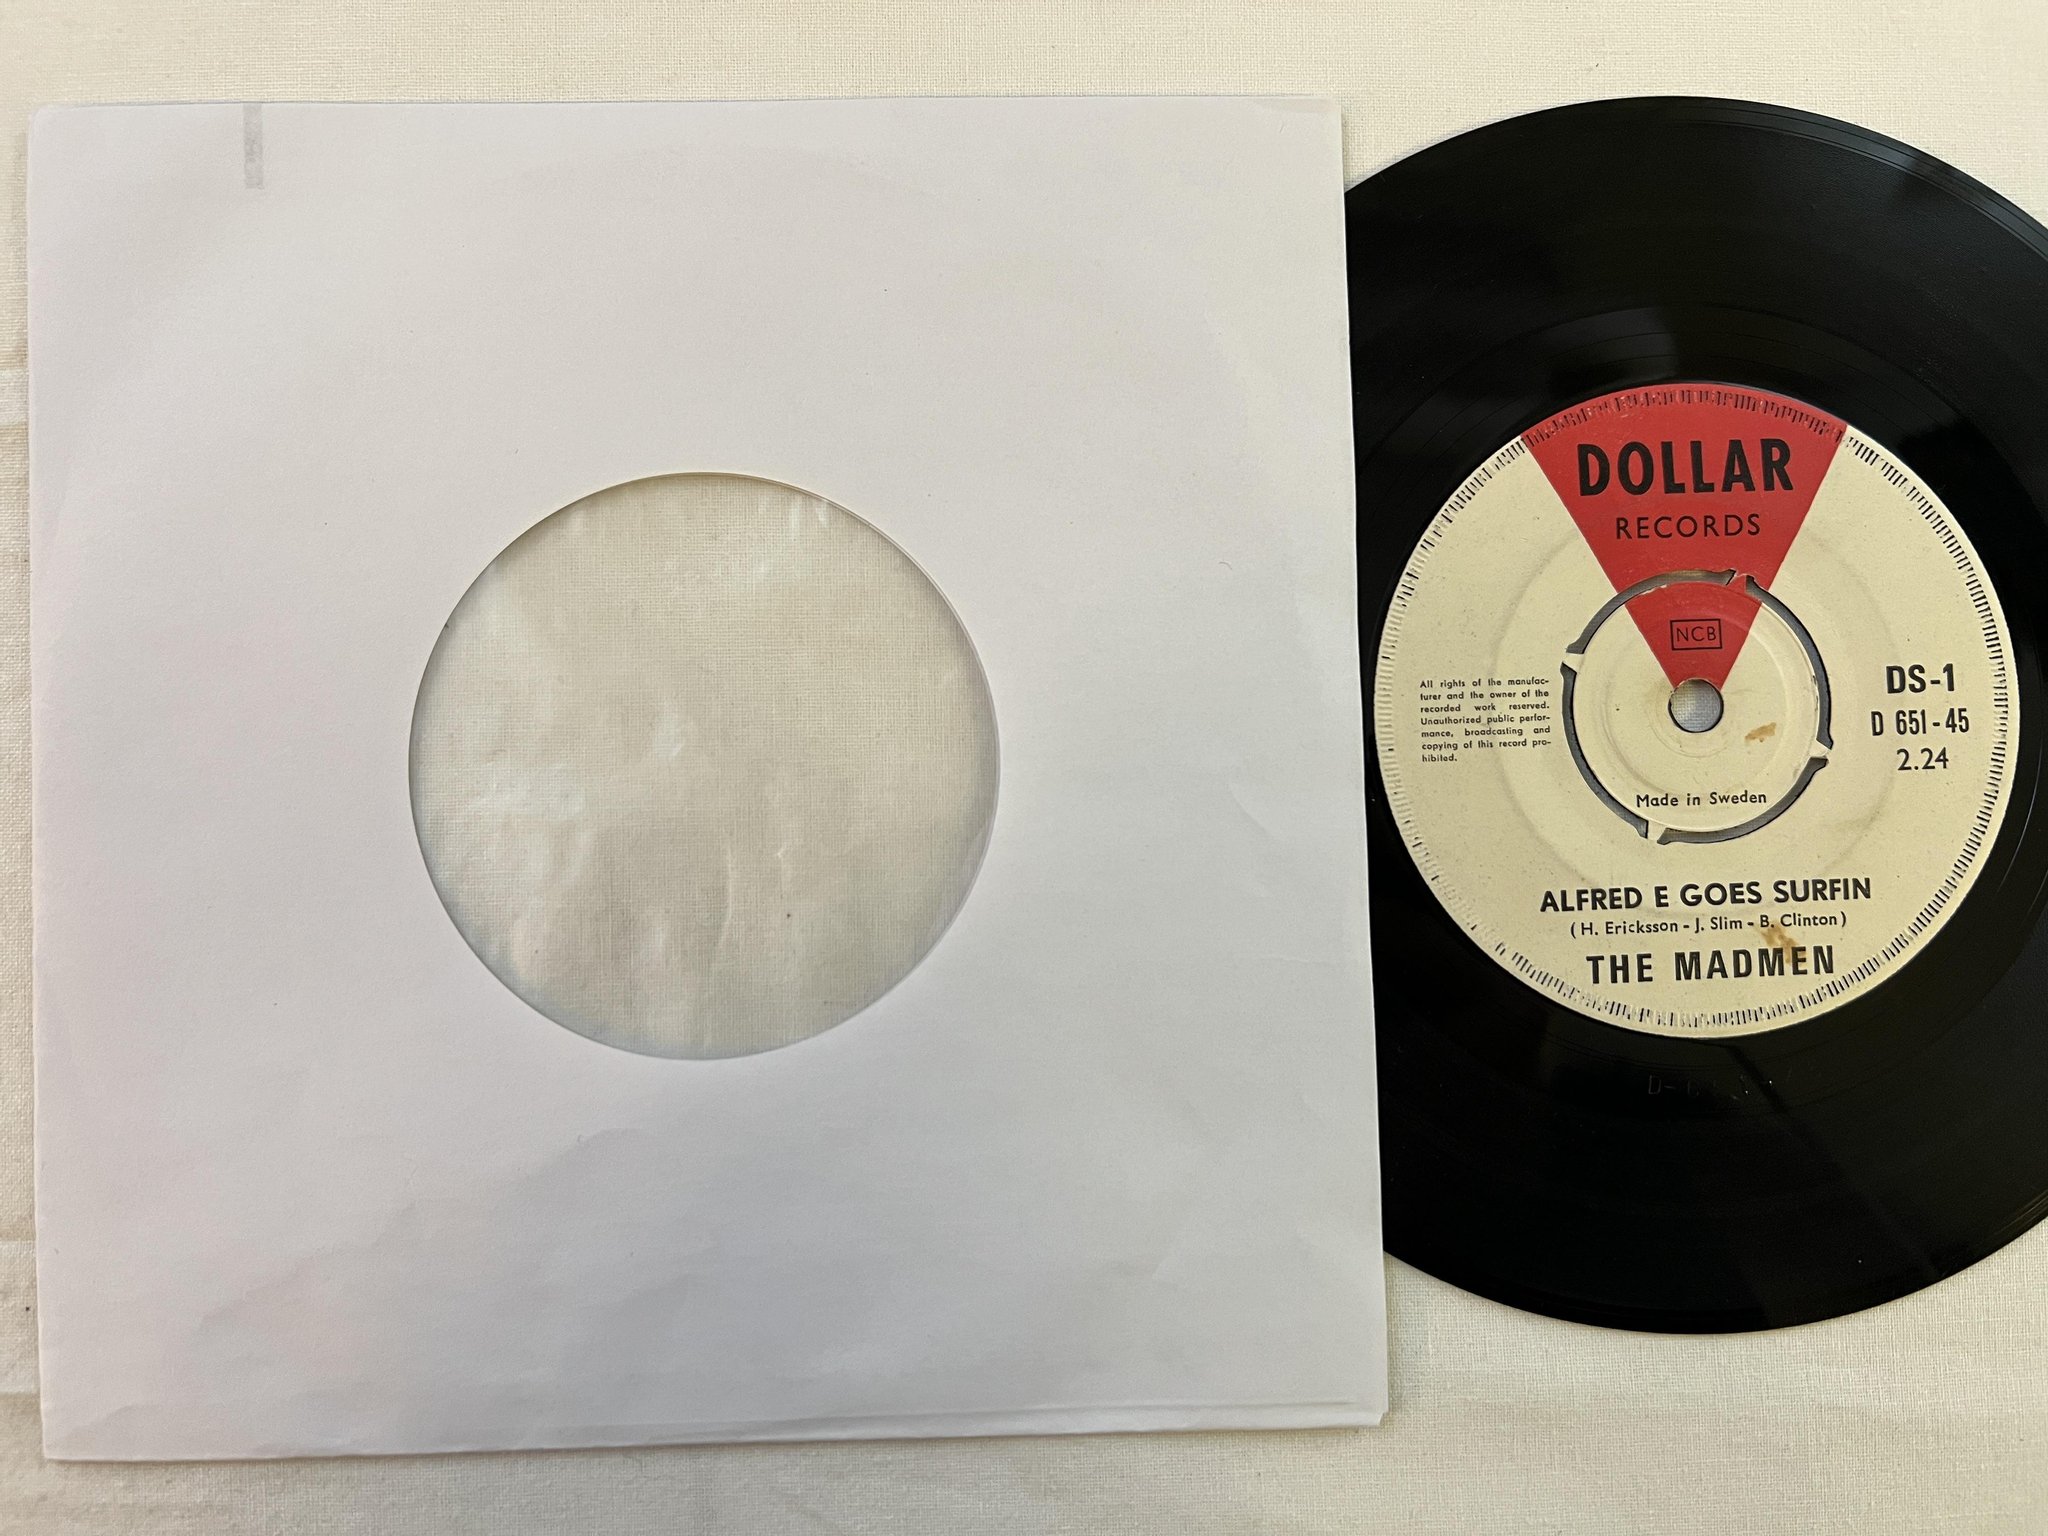 DOLLAR
RECORDS
NCB
All rights of the manufac-
turer and the owner of the
recorded work reserved.
Unauthorized public perfor-
mance, broadcasting and
copying of this record pro-
hibited.
DS-1
D 651-45
2.24
Made in Sweden
ALFRED E GOES SURFIN
(H. Ericksson - J. Slim - B. Clinton)
THE MADMEN